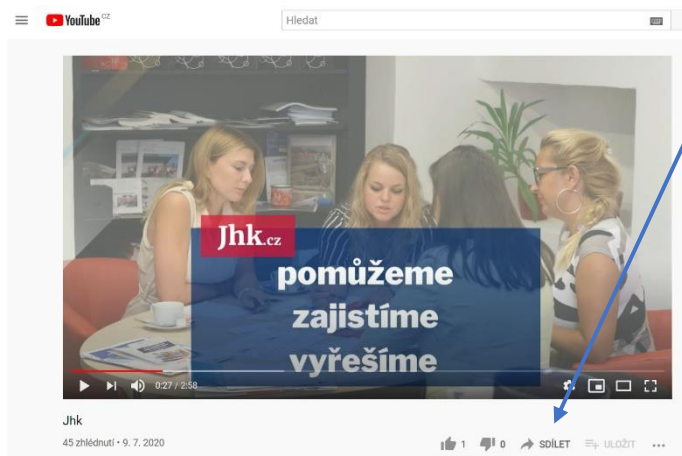 YouTube CZ
Hledat
Jhk.cz
pomůžeme
zajistíme
vyřešíme
0:27 / 2:58
Jhk
45 zhlédnutí • 9. 7. 2020
1 0 SDÍLET ULOŽIT